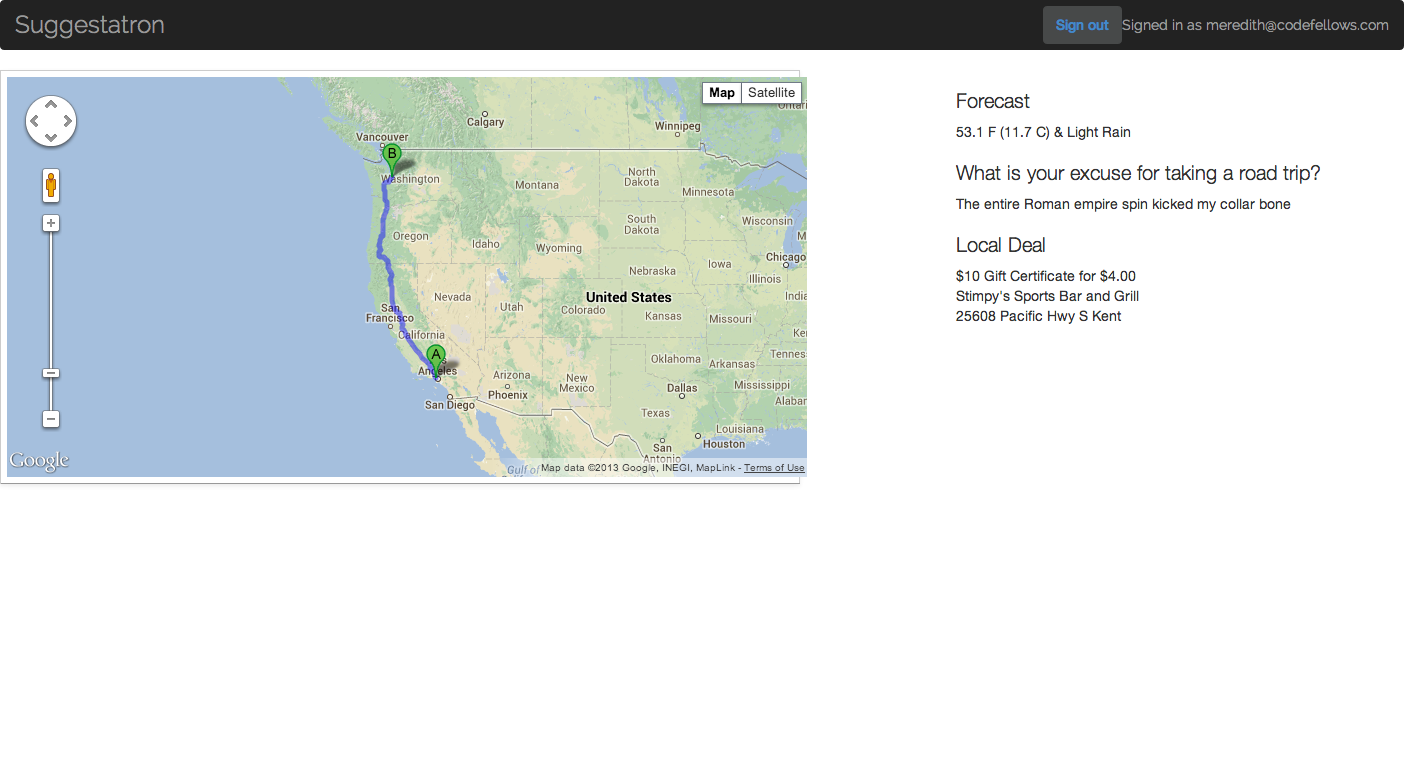 Suggestatron
Sign out
Signed in as meredith@codefellows.com
Map
Satellite
Ontario
Calgary
Winnipeg
Vancouver
B
Washington
Montana
North
Dakota
Minnesota
South
Dakota
Wisconsin
Oregon
Idaho
Wyoming
Chicago
Nebraska
Iowa
Illinois
Nevada
Utah
United States
Colorado
Kansas
Missouri
San
Francisco
California
A
Angeles
Oklahoma
Arkansas
Arizona
New
Mexico
Phoenix
Dallas
Mississippi
San Diego
Texas
Louisiana
San
Antonio
Houston
Gulf of
Google
Map data ©2013 Google, INEGI, MapLink - Terms of Use
Forecast
53.1 F (11.7 C) & Light Rain
What is your excuse for taking a road trip?
The entire Roman empire spin kicked my collar bone
Local Deal
$10 Gift Certificate for $4.00
Stimpy's Sports Bar and Grill
25608 Pacific Hwy S Kent